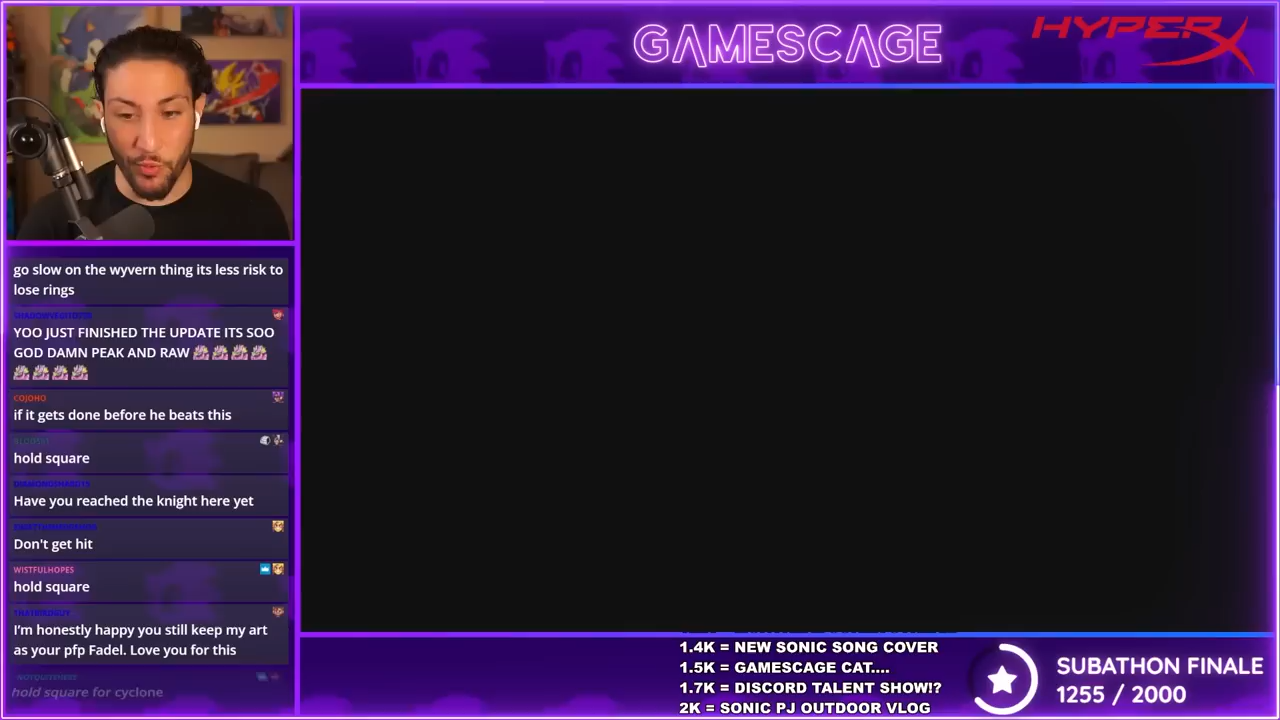 GAMESCAGE
HYPERX
go slow on the wyvern thing its less risk to
lose rings
YOO JUST FINISHED THE UPDATE ITS SOO
GOD DAMN PEAK AND RAW
COJOHO
if it gets done before he beats this
hold square
Have you reached the knight here yet
Don't get hit
WISTFULHOPES
hold square
THATBIRDGUY
I'm honestly happy you still keep my art
as your pfp Fadel. Love you for this
hold square for cyclone
1.4K = NEW SONIC SONG COVER
1.5K = GAMESCAGE CAT....
1.7K = DISCORD TALENT SHOW!?
2K = SONIC PJ OUTDOOR VLOG
SUBATHON FINALE
1255 / 2000